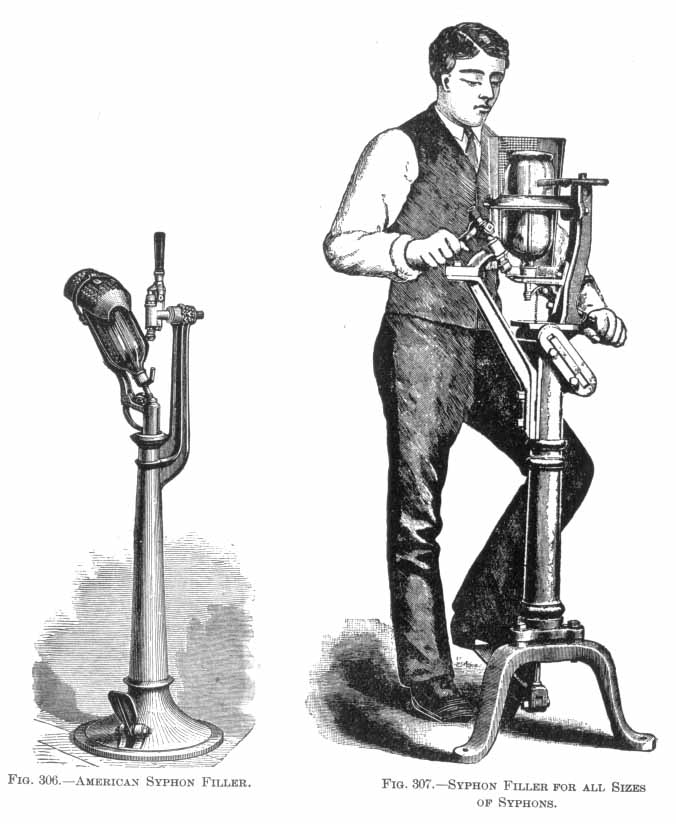 FIG. 306.—AMERICAN SYPHON FILLER.
FIG. 307.—SYPHON FILLER FOR ALL SIZES
OF SYPHONS.